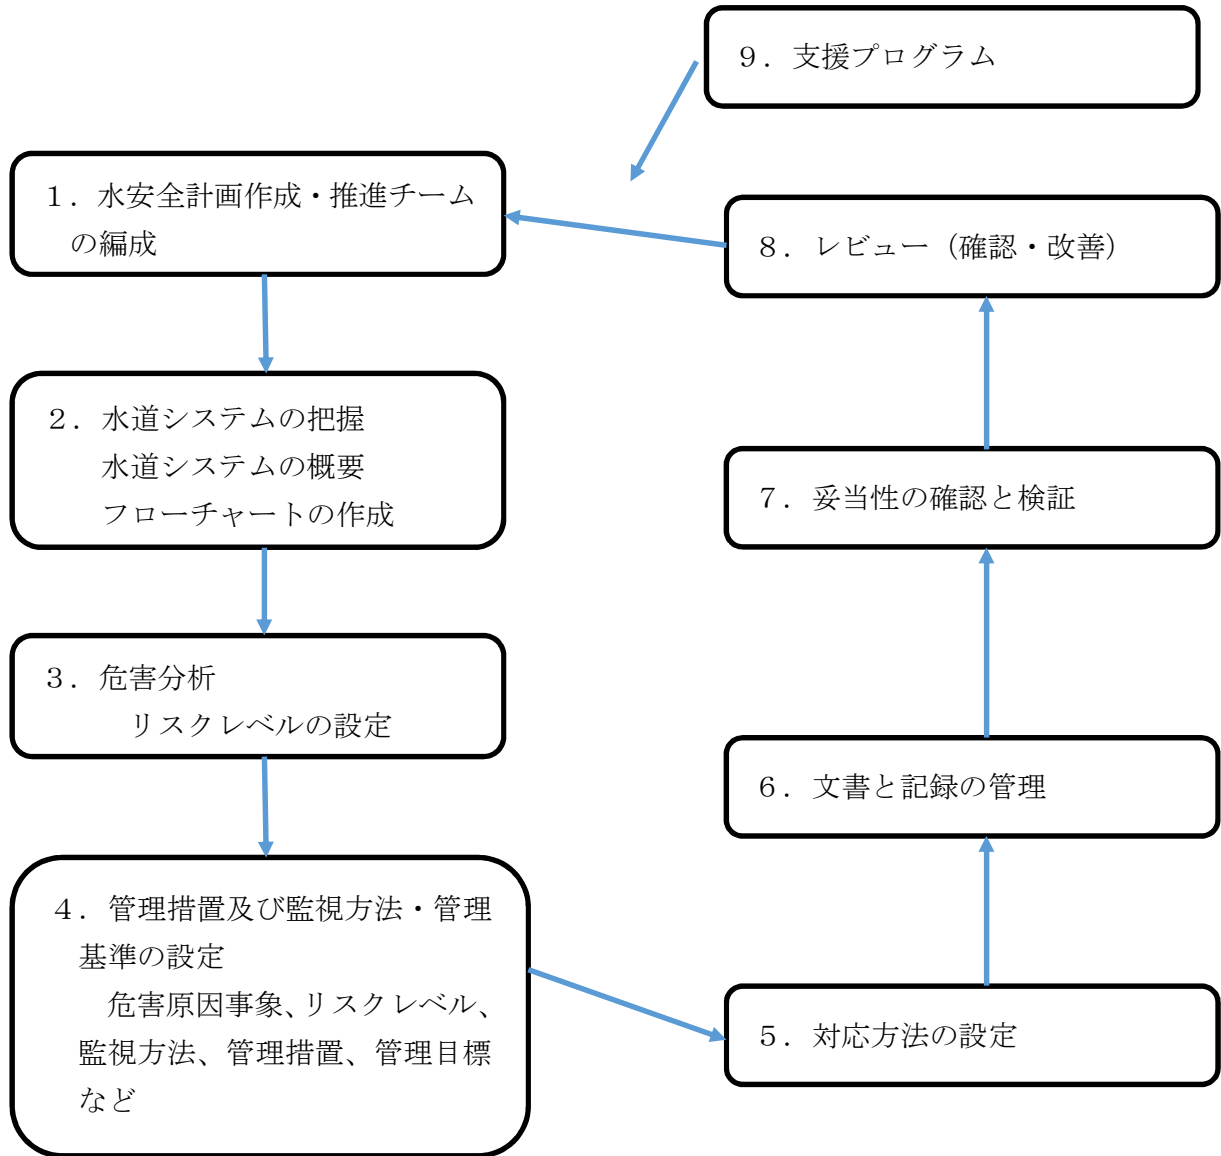 ９．支援プログラム
１．水安全計画作成・推進チーム
の編成
８．レビュー（確認・改善）
２．水道システムの把握
水道システムの概要
フローチャートの作成
７．妥当性の確認と検証
３．危害分析
リスクレベルの設定
６．文書と記録の管理
４．管理措置及び監視方法・管理
基準の設定
危害原因事象、リスクレベル、
監視方法、管理措置、管理目標
など
５．対応方法の設定